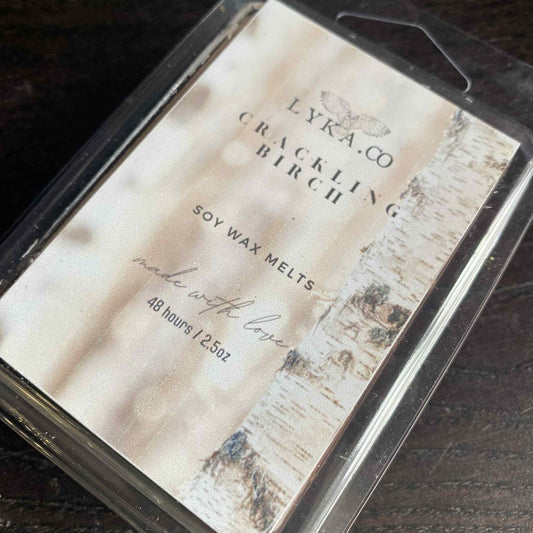 LYKA.CO
CRACKLING
BIRCH
SOY WAX MELTS
made with love
48 hours / 2.5oz